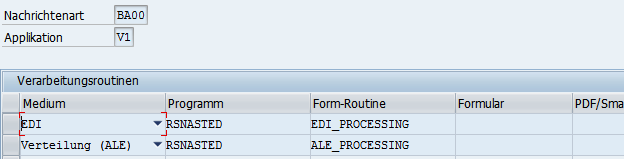 Nachrichtenart BA00
Applikation V1
Verarbeitungsroutinen
Medium Programm Form-Routine Formular PDF/Sma
EDI RSNASTED EDI_PROCESSING
Verteilung (ALE) RSNASTED ALE_PROCESSING